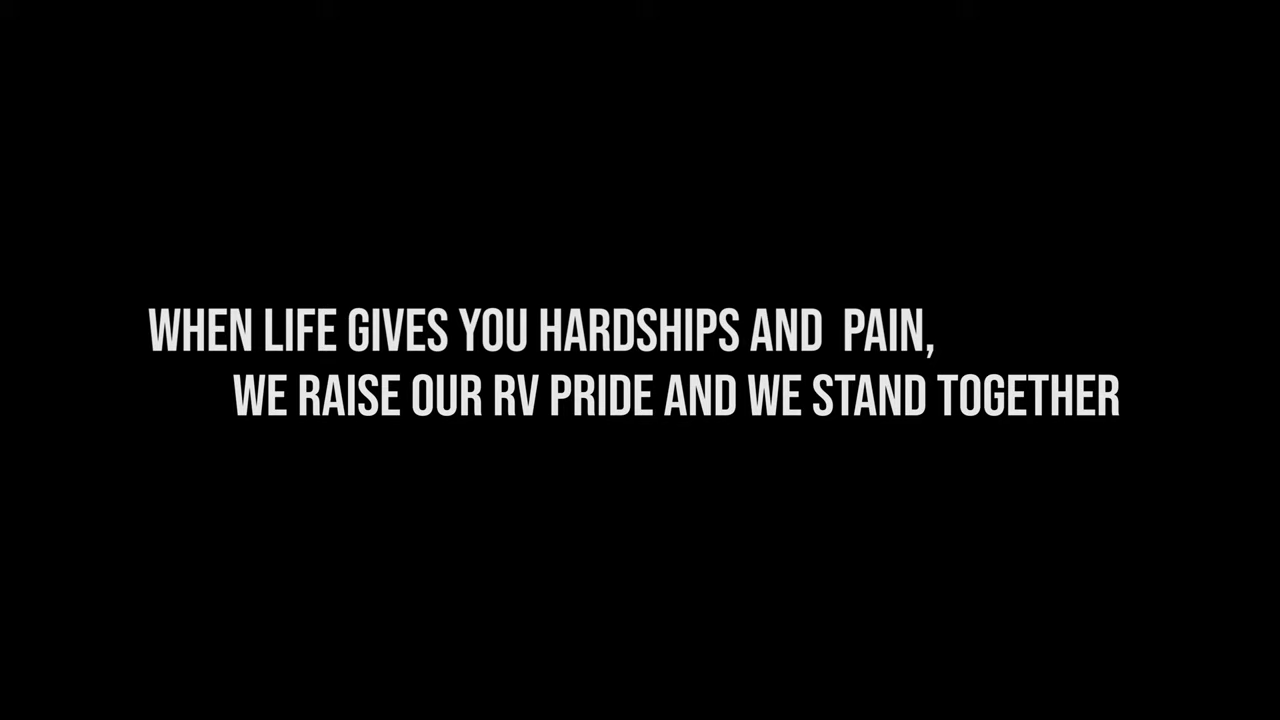 WHEN LIFE GIVES YOU HARDSHIPS AND  PAIN,
WE RAISE OUR RV PRIDE AND WE STAND TOGETHER